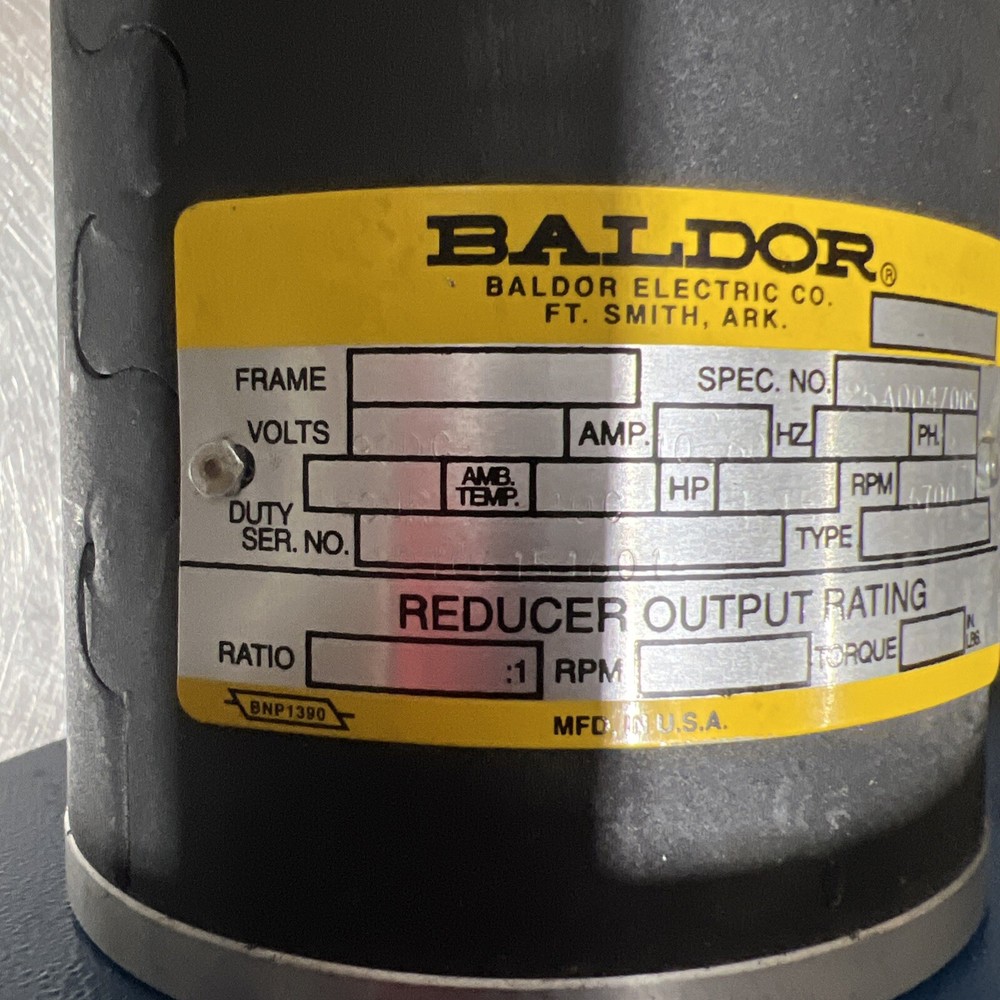 BALDOR®
BALDOR ELECTRIC CO.
FT. SMITH, ARK.
FRAME SPEC. NO.
VOLTS AMP. HZ PH.
DUTY AMB. TEMP. HP RPM 4700
SER. NO. TYPE
REDUCER OUTPUT RATING
RATIO :1 RPM TORQUE IN. LBS.
BNP1390 MFD. IN U.S.A.